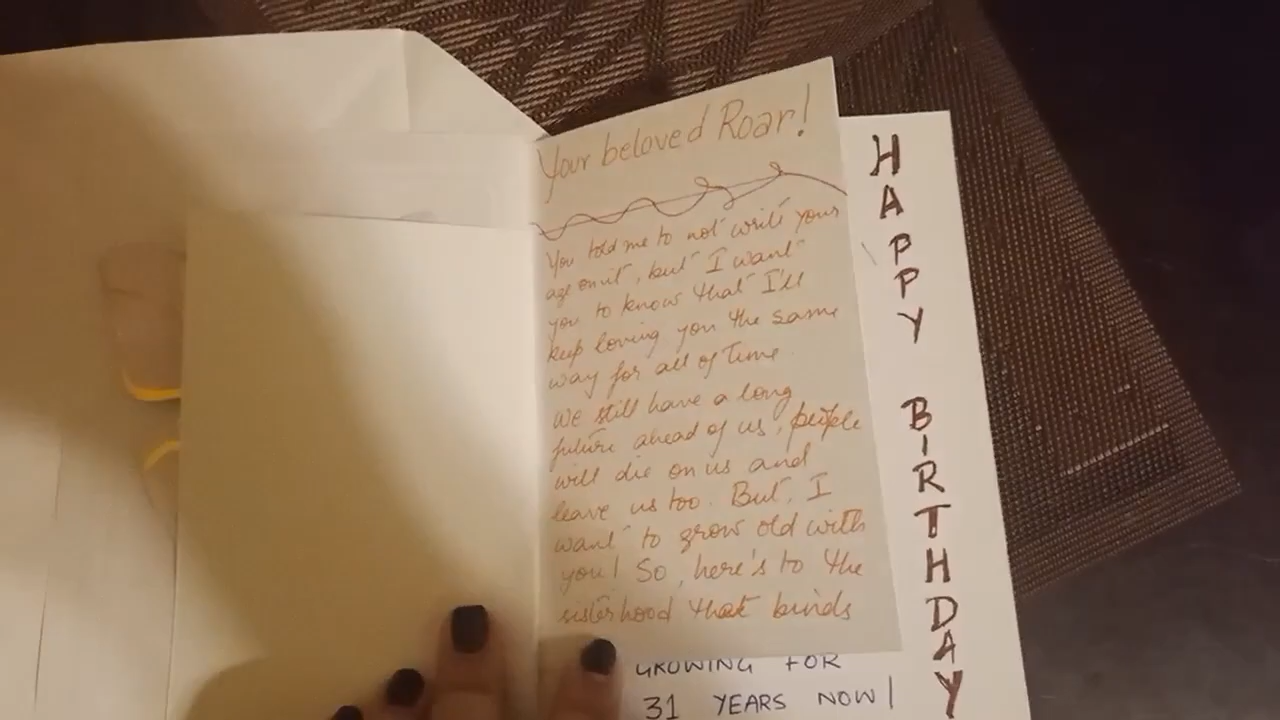 Your beloved Roar!
You told me to not write your
age on it, but I want
you to know that I'll
keep loving you the same
way for all of time.
We still have a long
future ahead of us, people
will die on us and
leave us too. But, I
want to grow old with
you! So, here's to the
sisterhood that binds
GROWING FOR
31 YEARS NOW!
HAPPY BIRTHDAY